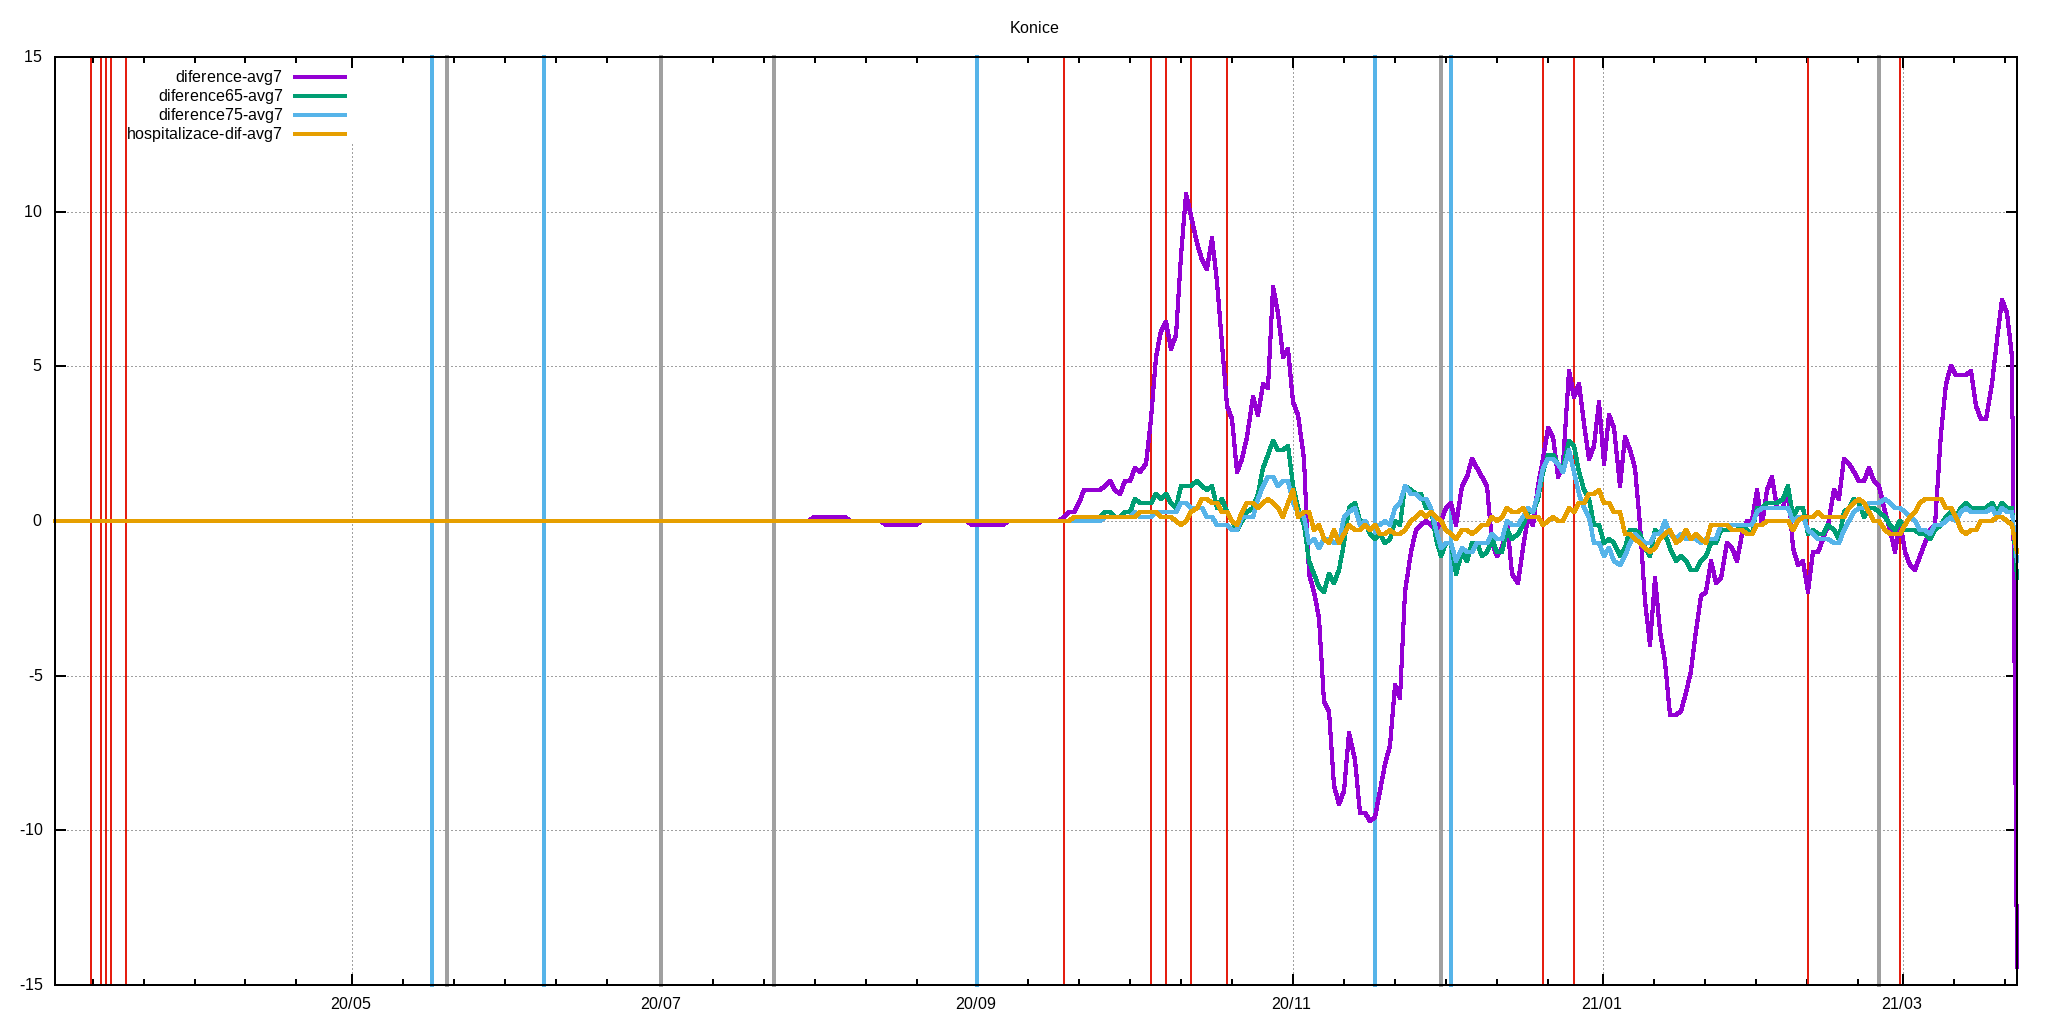 Konice
15
diference-avg7
diference65-avg7
diference75-avg7
hospitalizace-dif-avg7
10
5
0
-5
-10
-15
20/05 20/07 20/09 20/11 21/01 21/03